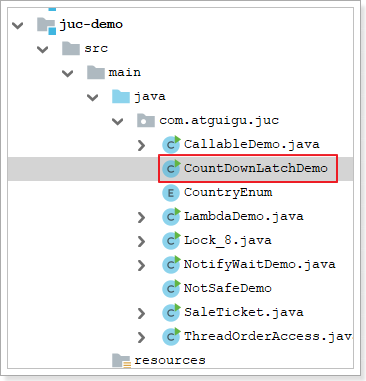 juc-demo
src
main
java
com.atguigu.juc
CallableDemo.java
CountDownLatchDemo
CountryEnum
LambdaDemo.java
Lock_8.java
NotifyWaitDemo.java
NotSafeDemo
SaleTicket.java
ThreadOrderAccess.java
resources